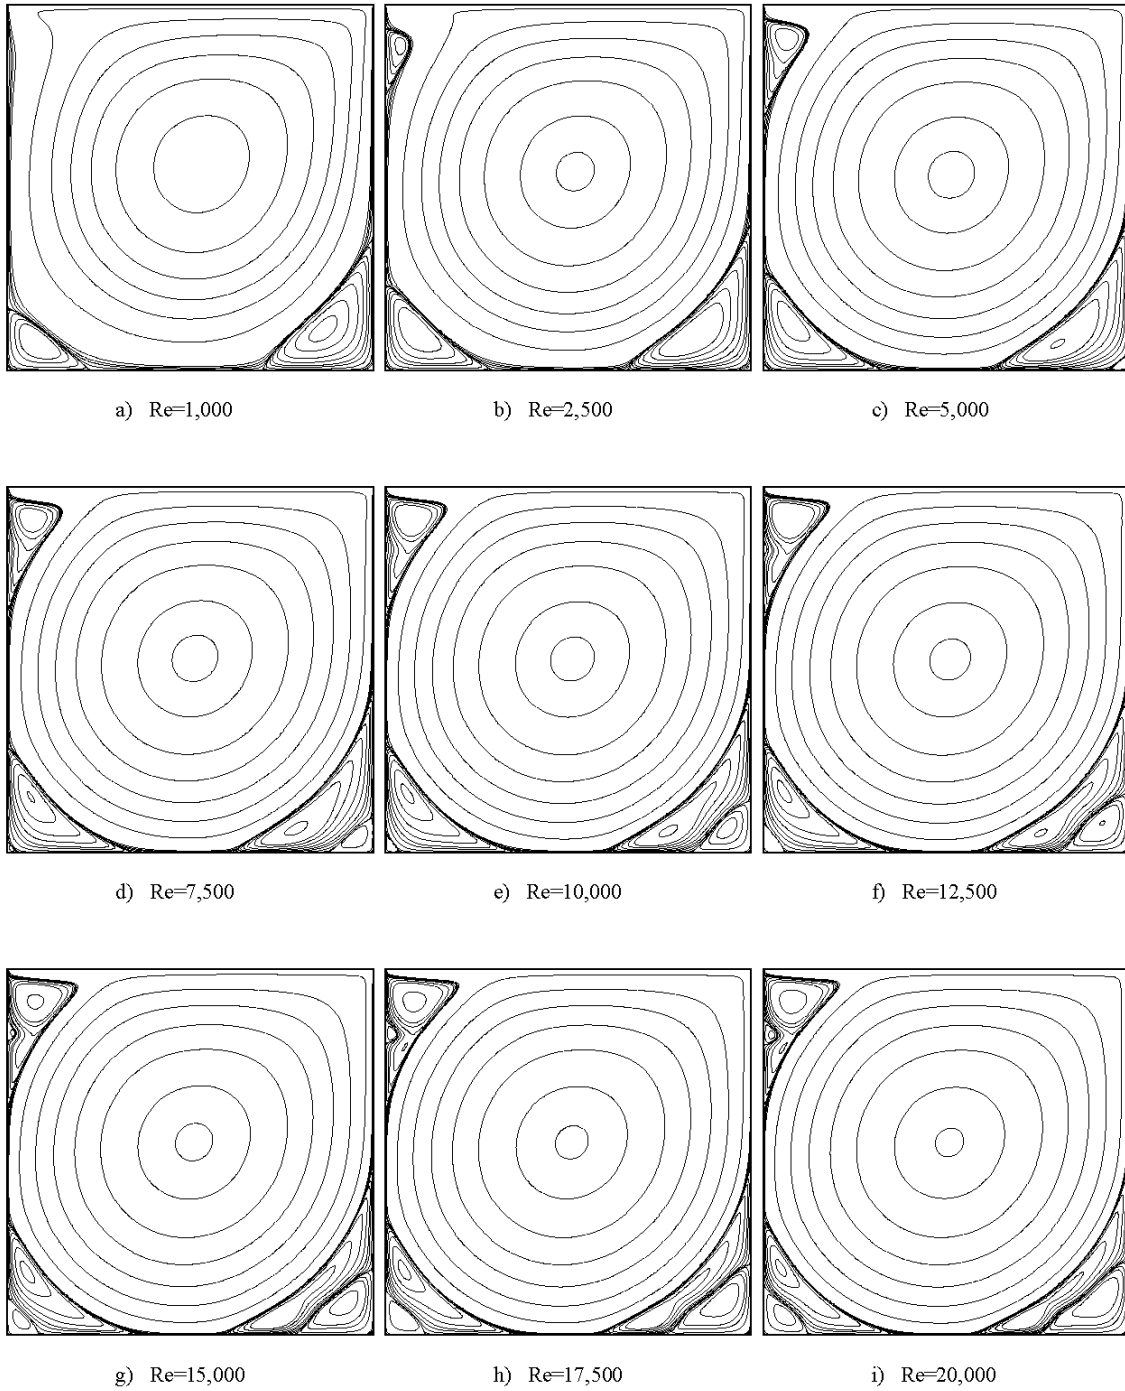 a) Re=1,000
b) Re=2,500
c) Re=5,000
d) Re=7,500
e) Re=10,000
f) Re=12,500
g) Re=15,000
h) Re=17,500
i) Re=20,000